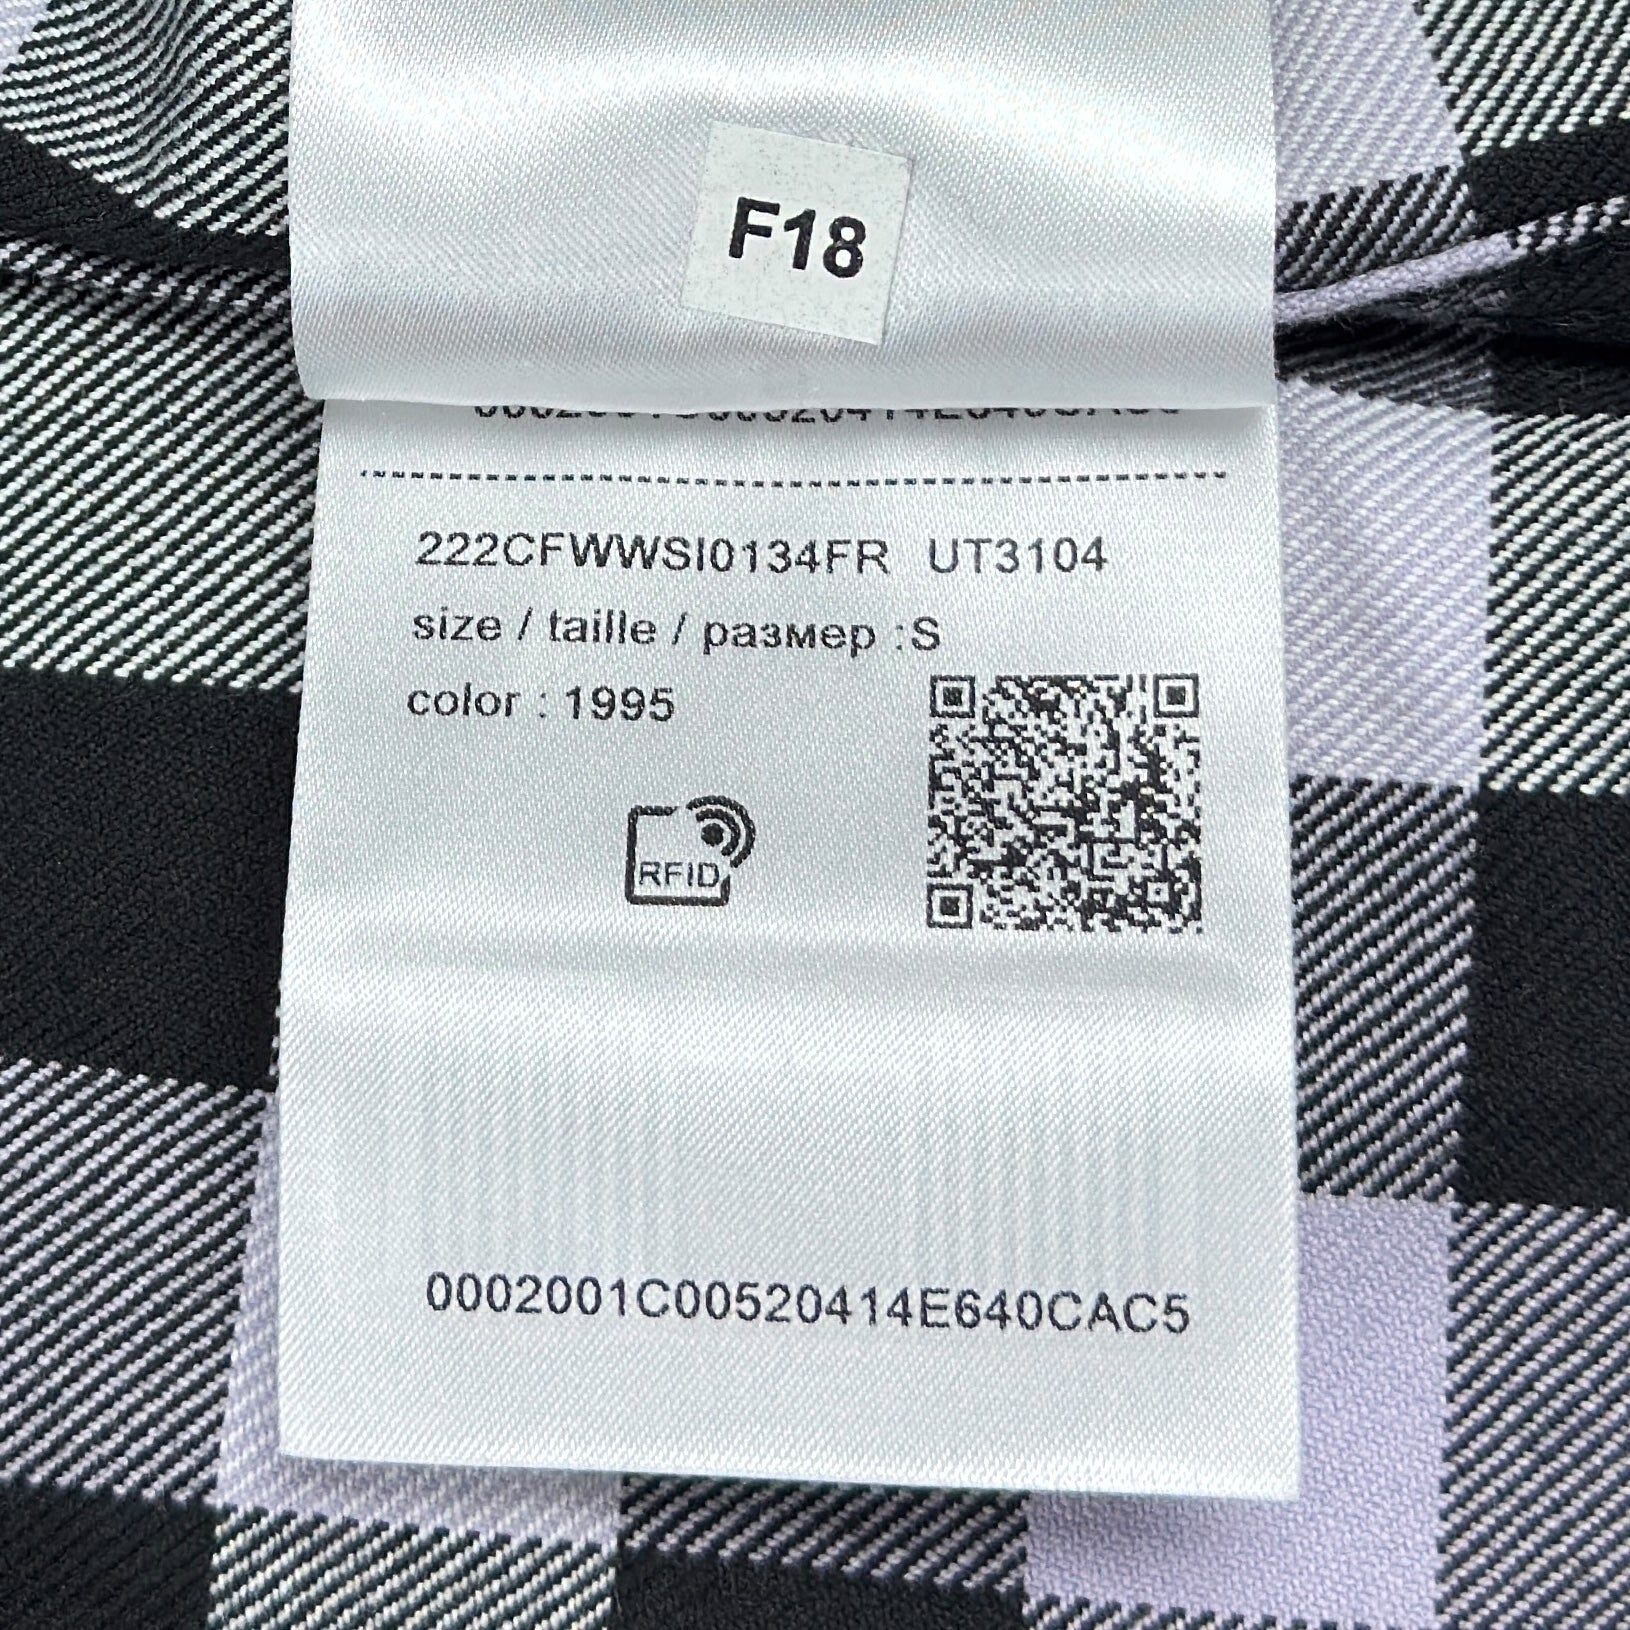 F18
222CFWWSI0134FR UT3104
size / taille / размер :S
color : 1995
RFID
0002001C00520414E640CAC5